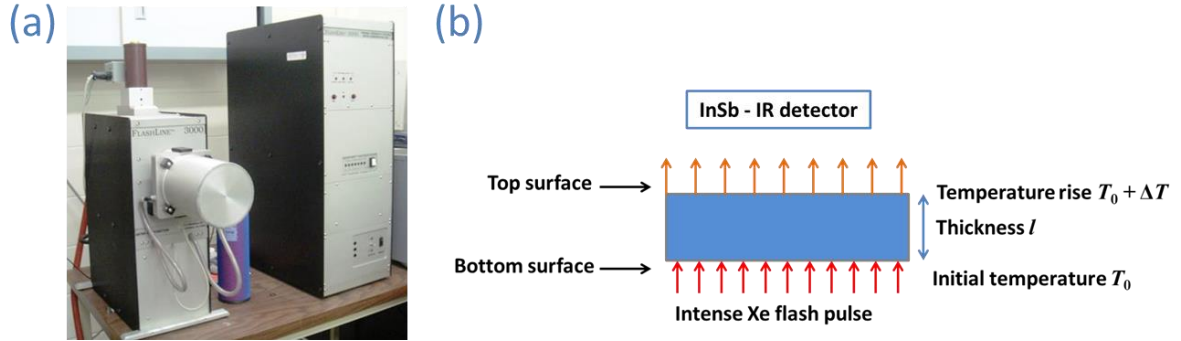 (a)
(b)
FLASHLINE™ 3000
InSb - IR detector
Top surface
Temperature rise T₀ + ΔT
Thickness l
Bottom surface
Initial temperature T₀
Intense Xe flash pulse